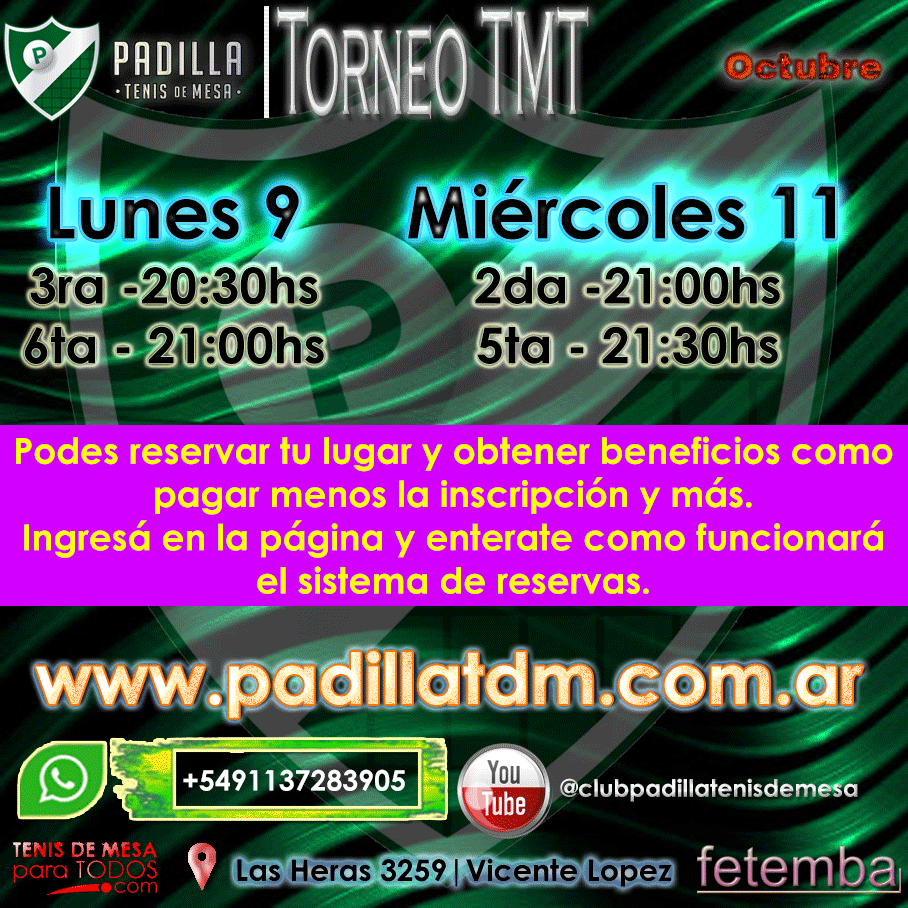 P
PADILLA
• TENIS DE MESA •
TORNEO TMT
Octubre
Lunes 9
3ra -20:30hs
6ta - 21:00hs
Miércoles 11
2da -21:00hs
5ta - 21:30hs
P
Podes reservar tu lugar y obtener beneficios como
pagar menos la inscripción y más.
Ingresá en la página y enterate como funcionará
el sistema de reservas.
www.padillatdm.com.ar
+5491137283905
You
Tube
@clubpadillatenisdemesa
TENIS DE MESA
para TODOS
.com
Las Heras 3259|Vicente Lopez
fetemba